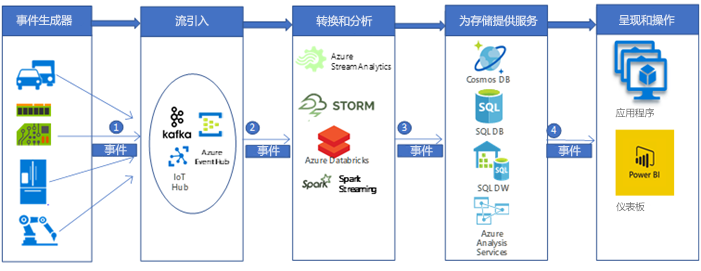 事件生成器
流引入
转换和分析
为存储提供服务
呈现和操作
1
事件
kafka
Azure
Event Hub
IoT
Hub
2
事件
Azure
Stream Analytics
STORM
Azure Databricks
Spark
Spark
Streaming
3
事件
Cosmos DB
SQL
SQL DB
SQL DW
Azure
Analysis
Services
4
事件
应用程序
Power BI
仪表板